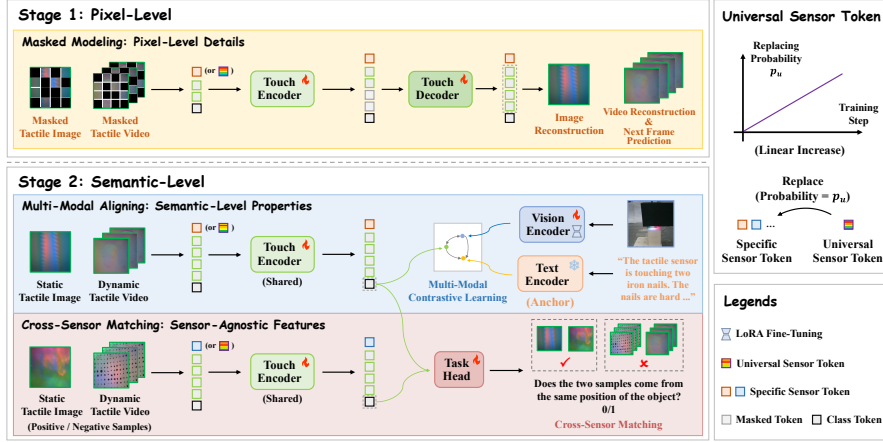 Stage 1: Pixel-Level
Masked Modeling: Pixel-Level Details
(or )
Touch
Encoder
Touch
Decoder
Masked
Tactile Image
Masked
Tactile Video
Image
Reconstruction
Video Reconstruction
&
Next Frame
Prediction
Stage 2: Semantic-Level
Multi-Modal Aligning: Semantic-Level Properties
(or )
Touch
Encoder
(Shared)
Static
Tactile Image
Dynamic
Tactile Video
Multi-Modal
Contrastive Learning
Vision
Encoder
Text
Encoder
(Anchor)
“The tactile sensor
is touching two
iron nails. The
nails are hard ...”
Cross-Sensor Matching: Sensor-Agnostic Features
(or )
Touch
Encoder
(Shared)
Static
Tactile Image
Dynamic
Tactile Video
(Positive / Negative Samples)
Task
Head
Does the two samples come from
the same position of the object?
0/1
Cross-Sensor Matching
Universal Sensor Token
Replacing
Probability
pu
Training
Step
(Linear Increase)
Replace
(Probability = pu)
...
Specific
Sensor Token
Universal
Sensor Token
Legends
LoRA Fine-Tuning
Universal Sensor Token
Specific Sensor Token
Masked Token
Class Token